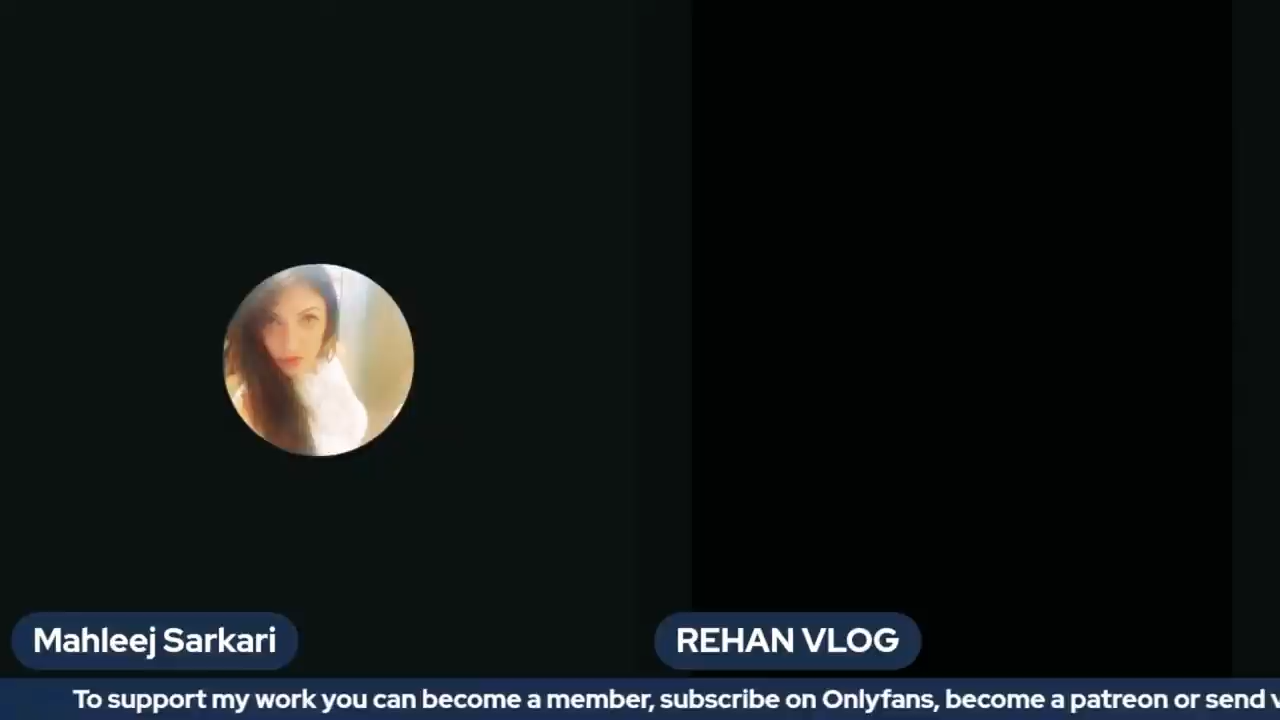 Mahleej Sarkari
REHAN VLOG
To support my work you can become a member, subscribe on Onlyfans, become a patreon or send